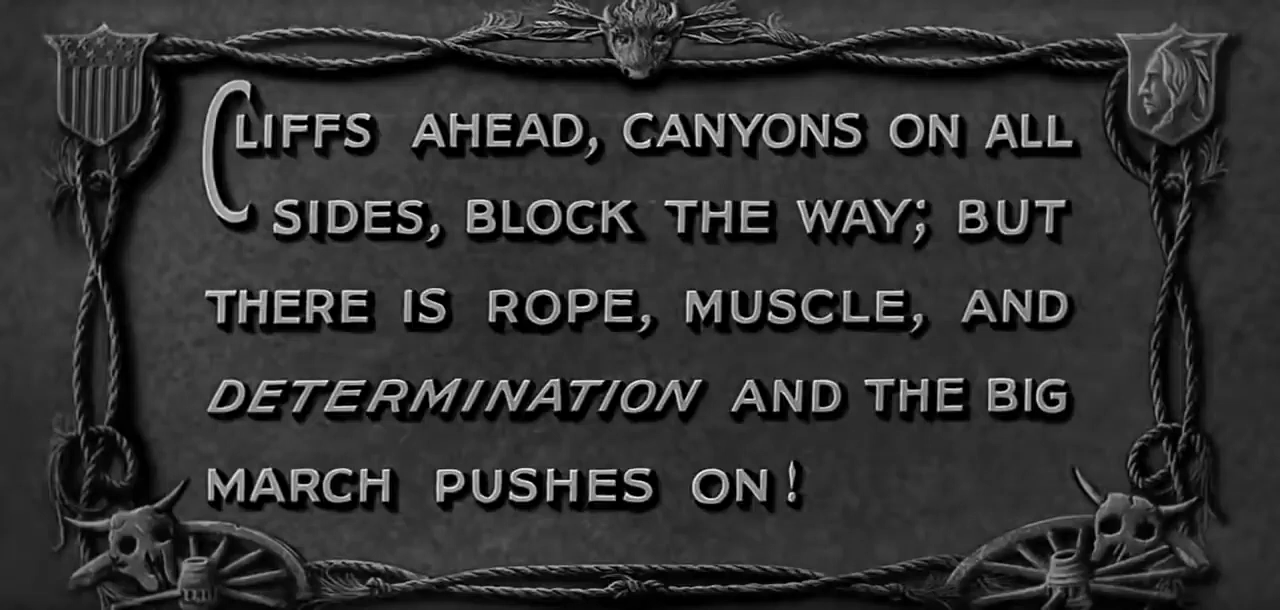 CLIFFS AHEAD, CANYONS ON ALL
SIDES, BLOCK THE WAY; BUT
THERE IS ROPE, MUSCLE, AND
DETERMINATION AND THE BIG
MARCH PUSHES ON!